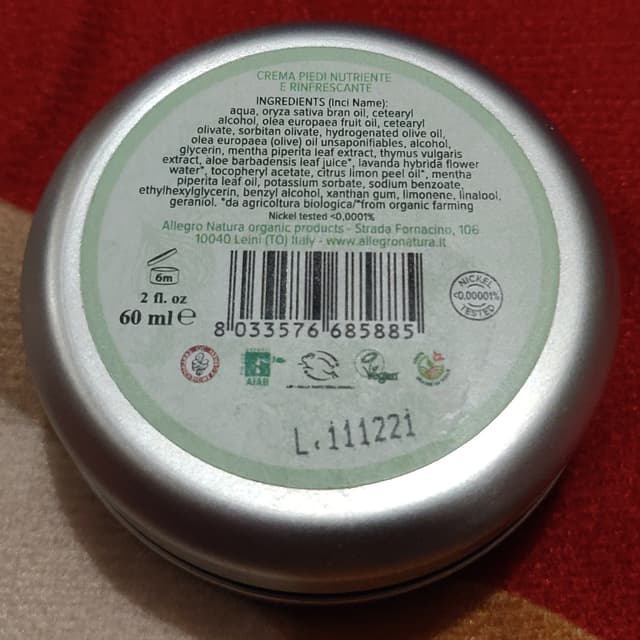 CREMA PIEDI NUTRIENTE
E RINFRESCANTE
INGREDIENTS (Inci Name):
aqua, oryza sativa bran oil, cetearyl
alcohol, olea europaea fruit oil, cetearyl
olivate, sorbitan olivate, hydrogenated olive oil,
olea europaea (olive) oil unsaponifiables, alcohol,
glycerin, mentha piperita leaf extract, thymus vulgaris
extract, aloe barbadensis leaf juice*, lavandula hybrida flower
water*, tocopheryl acetate, citrus limon peel oil*, mentha
piperita leaf oil, potassium sorbate, sodium benzoate,
ethylhexylglycerin, benzyl alcohol, xanthan gum, limonene, linalool,
geraniol. *da agricoltura biologica/*from organic farming
Nickel tested <0,0001%
Allegro Natura organic products - Strada Fornacino, 106
10040 Leinì (TO) Italy - www.allegronatura.it
6m
2 fl. oz
60 ml e
8 033576 685885
NICKEL
<0.00001%
TESTED
AIAB
Vegan
L.111221